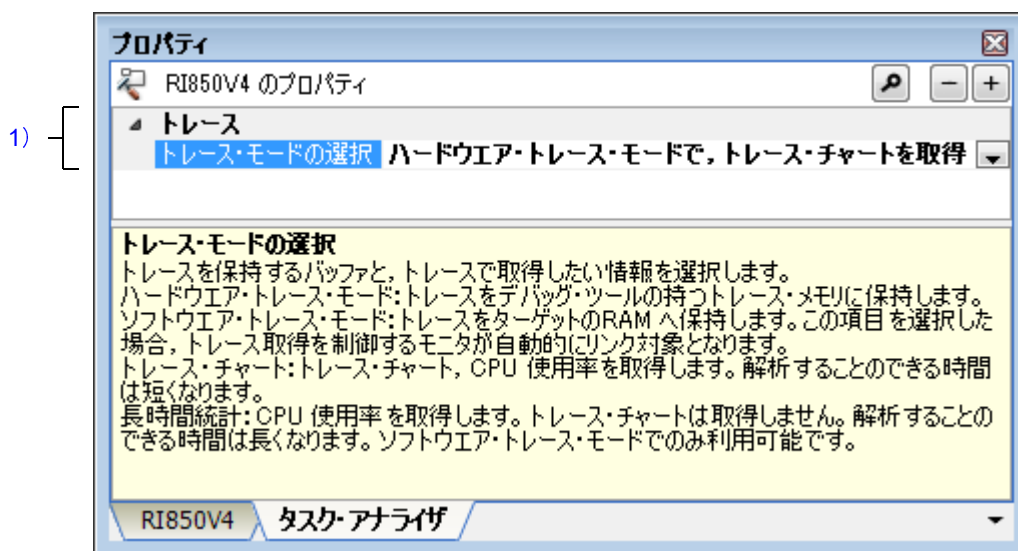 プロパティ
RI850V4 のプロパティ
1)
トレース
トレース・モードの選択 ハードウエア・トレース・モードで，トレース・チャートを取得
トレース・モードの選択
トレースを保持するバッファと，トレースで取得したい情報を選択します。
ハードウエア・トレース・モード：トレースをデバッグ・ツールの持つトレース・メモリに保持します。
ソフトウエア・トレース・モード：トレースをターゲットのRAM へ保持します。この項目を選択した
場合，トレース取得を制御するモニタが自動的にリンク対象となります。
トレース・チャート：トレース・チャート，CPU 使用率を取得します。解析することのできる時間
は短くなります。
長時間統計：CPU 使用率を取得します。トレース・チャートは取得しません。解析することの
できる時間は長くなります。ソフトウエア・トレース・モードでのみ利用可能です。
RI850V4 タスク・アナライザ